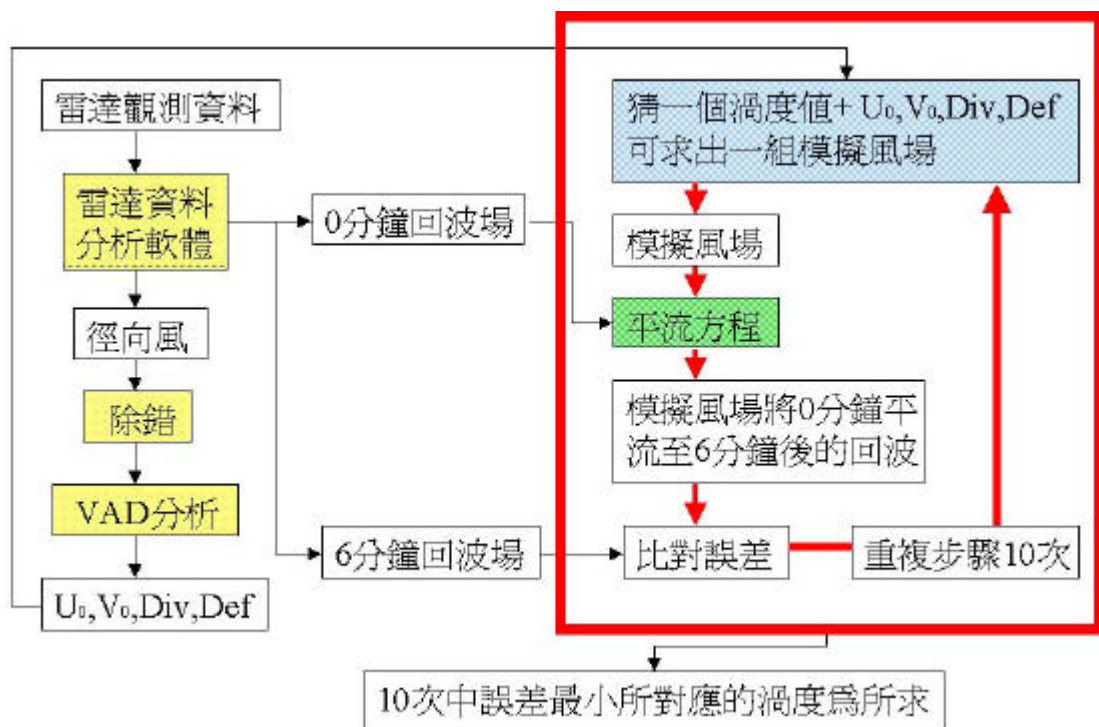 雷達觀測資料
雷達資料
分析軟體
徑向風
除錯
VAD分析
U₀,V₀,Div,Def
0分鐘回波場
6分鐘回波場
猜一個渦度值+ U₀,V₀,Div,Def
可求出一組模擬風場
模擬風場
平流方程
模擬風場將0分鐘平
流至6分鐘後的回波
比對誤差
重複步驟10次
10次中誤差最小所對應的渦度爲所求